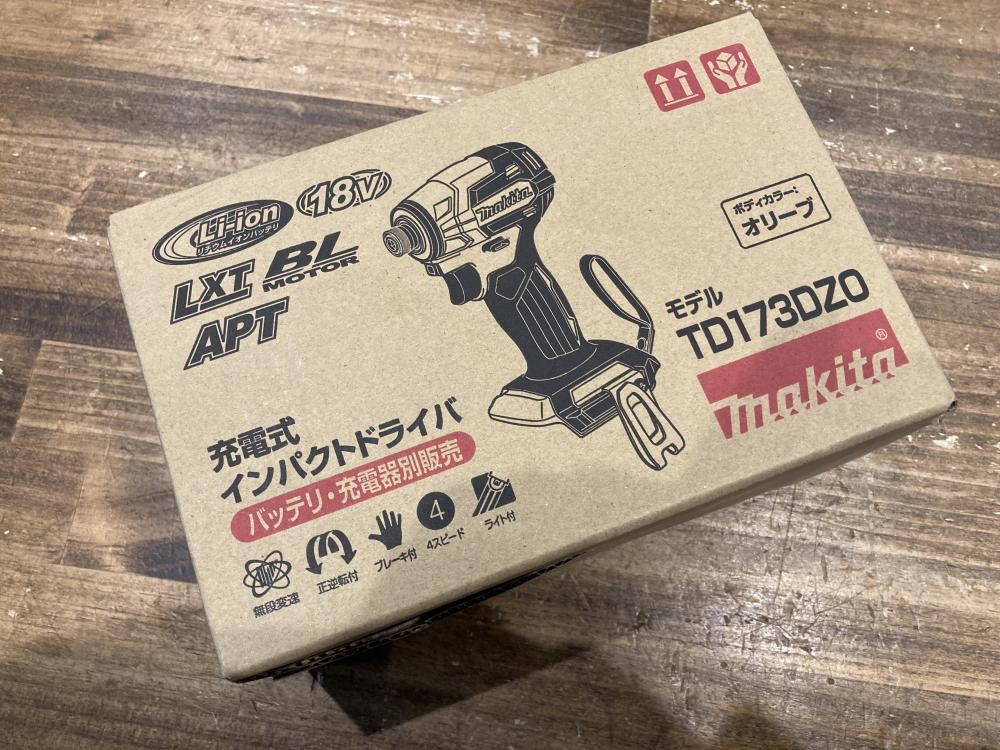 Li-ion
リチウムイオンバッテリ
18V
LXT
BL
MOTOR
APT
makita
ボディカラー:
オリーブ
モデル
TD173DZO
makita®
充電式
インパクトドライバ
バッテリ・充電器別販売
無段変速
正逆転付
ブレーキ付
4
4スピード
ライト付